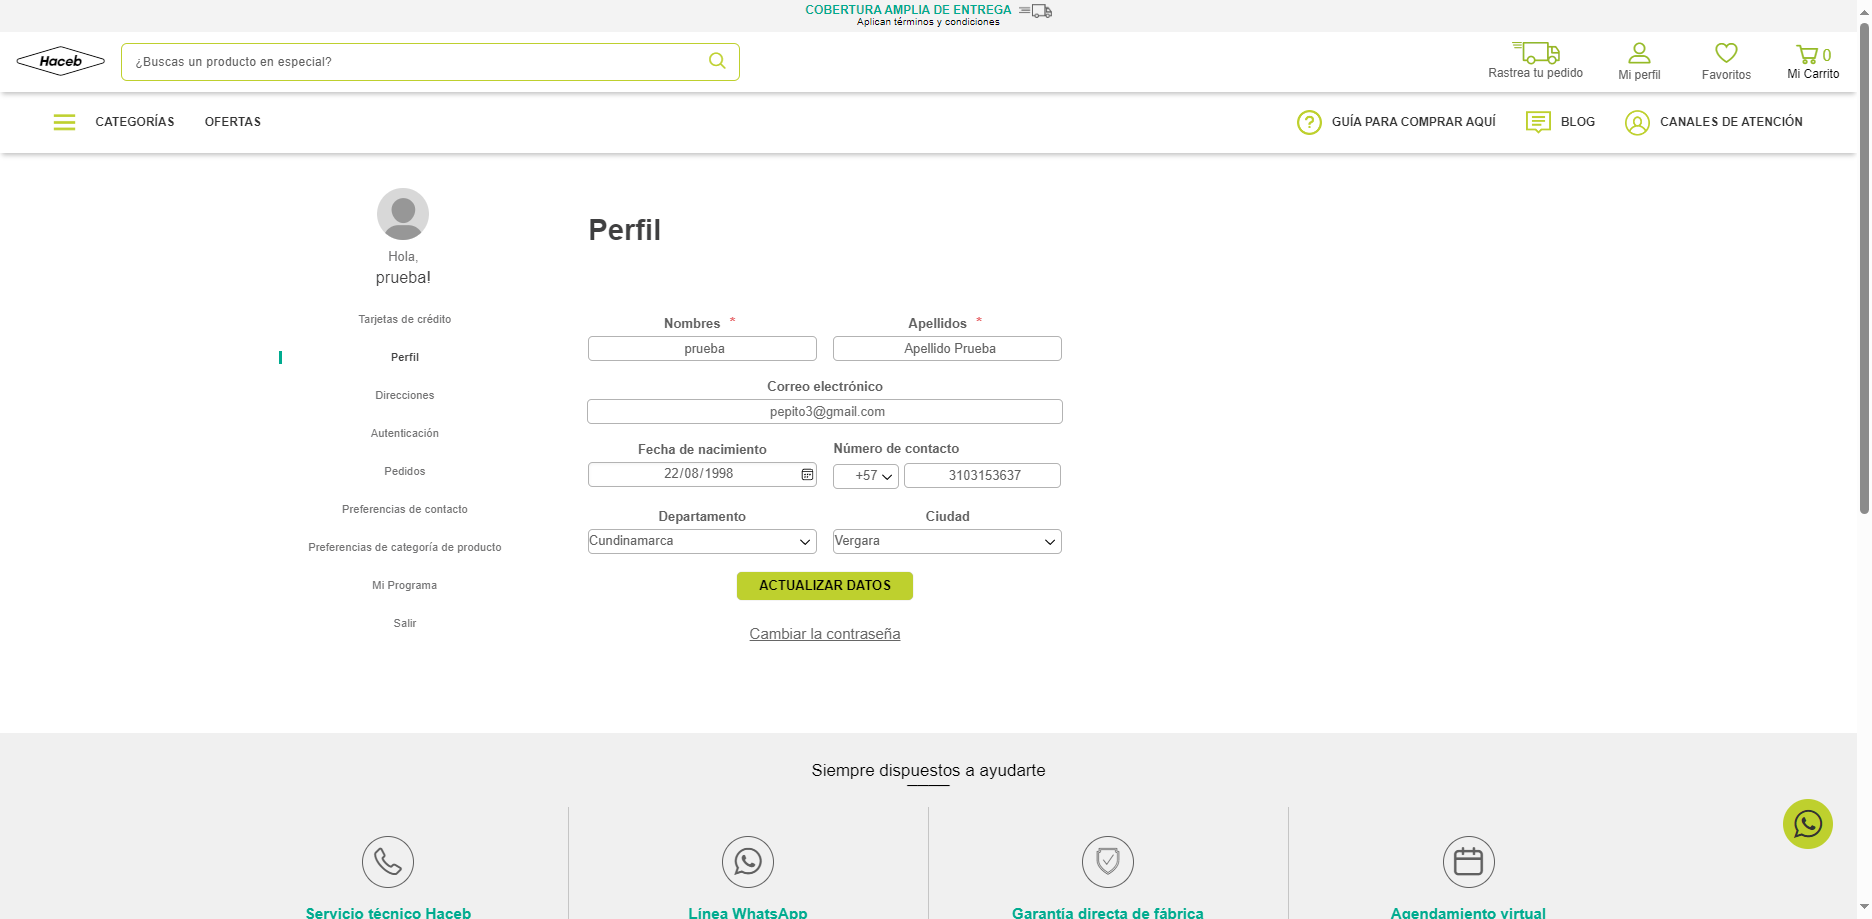 COBERTURA AMPLIA DE ENTREGA
Aplican términos y condiciones
Haceb
¿Buscas un producto en especial?
Rastrea tu pedido
Mi perfil
Favoritos
0
Mi Carrito
CATEGORÍAS
OFERTAS
GUÍA PARA COMPRAR AQUÍ
BLOG
CANALES DE ATENCIÓN
Hola,
prueba!
Tarjetas de crédito
Perfil
Direcciones
Autenticación
Pedidos
Preferencias de contacto
Preferencias de categoría de producto
Mi Programa
Salir
Perfil
Nombres *
Apellidos *
prueba
Apellido Prueba
Correo electrónico
pepito3@gmail.com
Fecha de nacimiento
Número de contacto
22/08/1998
+57
3103153637
Departamento
Ciudad
Cundinamarca
Vergara
ACTUALIZAR DATOS
Cambiar la contraseña
Siempre dispuestos a ayudarte
Servicio técnico Haceb
Línea WhatsApp
Garantía directa de fábrica
Agendamiento virtual